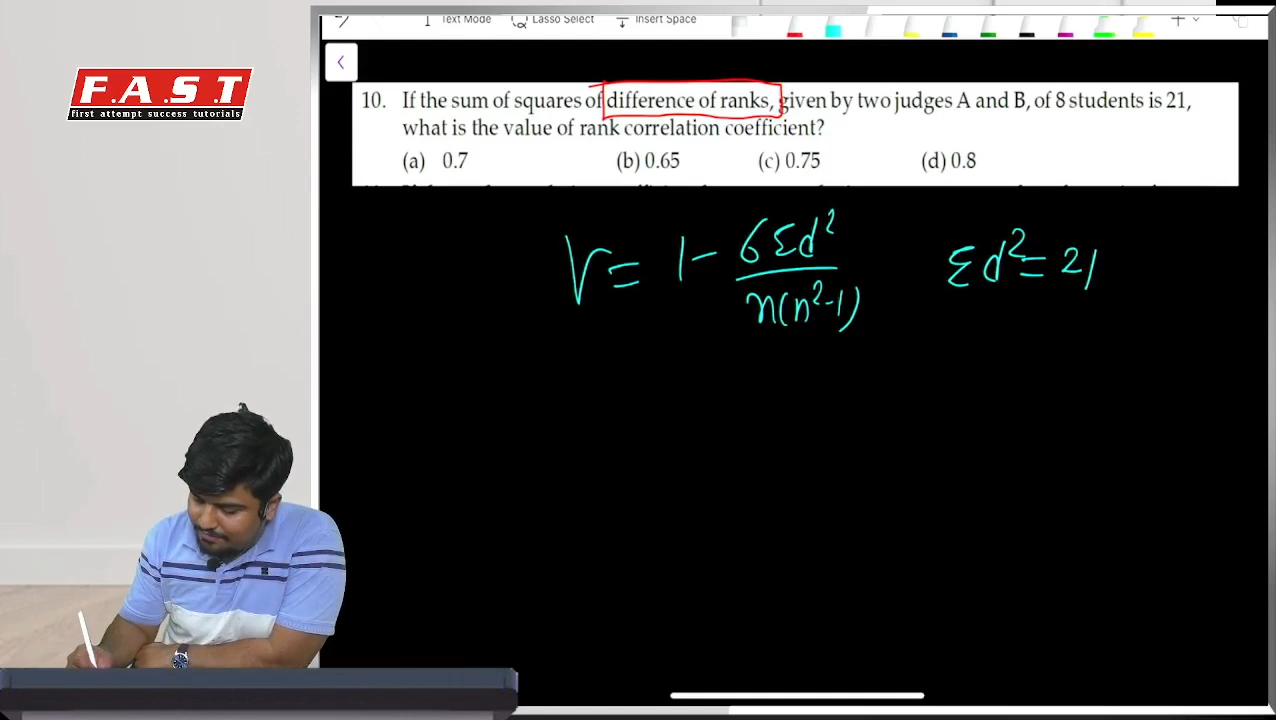 Text Mode
Lasso Select
Insert Space
F.A.S.T
first attempt success tutorials
10. If the sum of squares of difference of ranks, given by two judges A and B, of 8 students is 21,
what is the value of rank correlation coefficient?
(a) 0.7 (b) 0.65 (c) 0.75 (d) 0.8
r = 1 - 6Σd² / n(n²-1) Σd² = 21